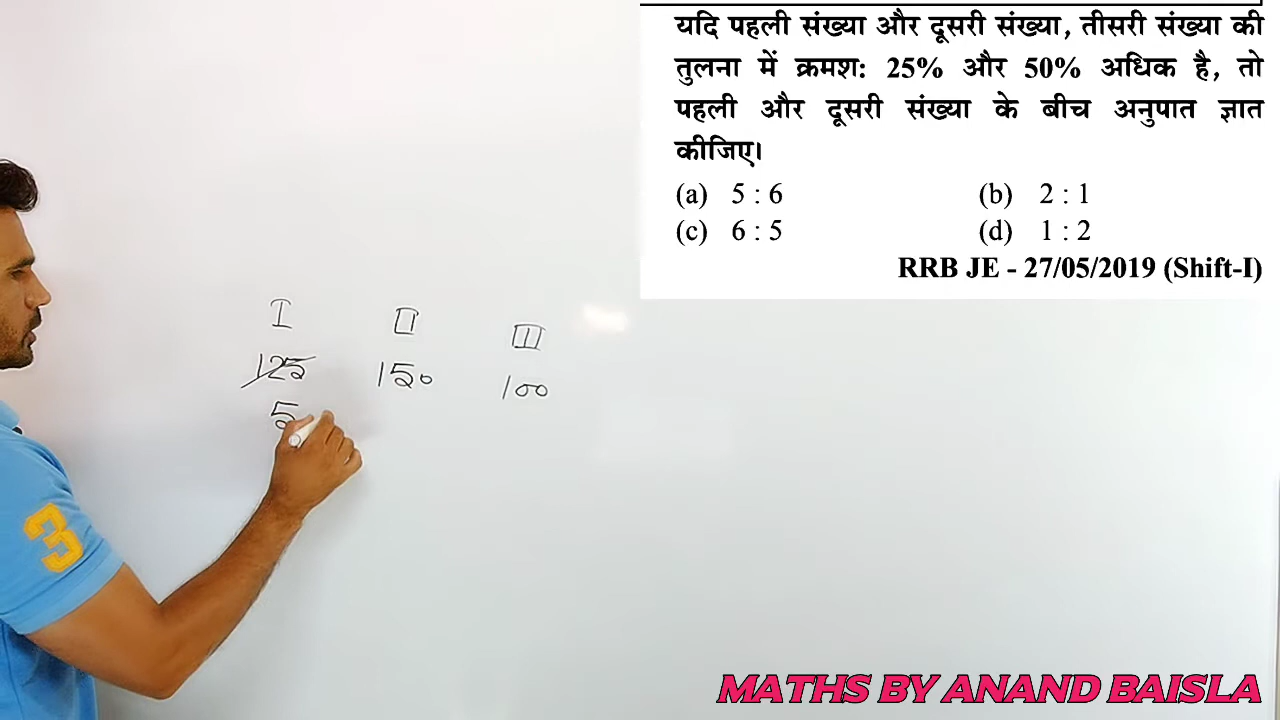 यदि पहली संख्या और दूसरी संख्या, तीसरी संख्या की
तुलना में क्रमश: 25% और 50% अधिक है, तो
पहली और दूसरी संख्या के बीच अनुपात ज्ञात
कीजिए।
(a) 5 : 6 (b) 2 : 1
(c) 6 : 5 (d) 1 : 2
RRB JE - 27/05/2019 (Shift-I)
I II III
125 150 100
5
3
MATHS BY ANAND BAISLA